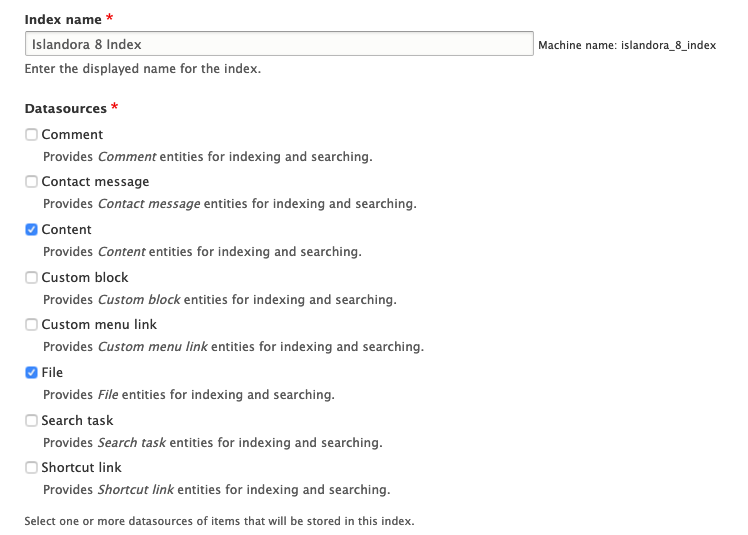 Index name *
Islandora 8 Index Machine name: islandora_8_index
Enter the displayed name for the index.
Datasources *
Comment
Provides Comment entities for indexing and searching.
Contact message
Provides Contact message entities for indexing and searching.
Content
Provides Content entities for indexing and searching.
Custom block
Provides Custom block entities for indexing and searching.
Custom menu link
Provides Custom menu link entities for indexing and searching.
File
Provides File entities for indexing and searching.
Search task
Provides Search task entities for indexing and searching.
Shortcut link
Provides Shortcut link entities for indexing and searching.
Select one or more datasources of items that will be stored in this index.